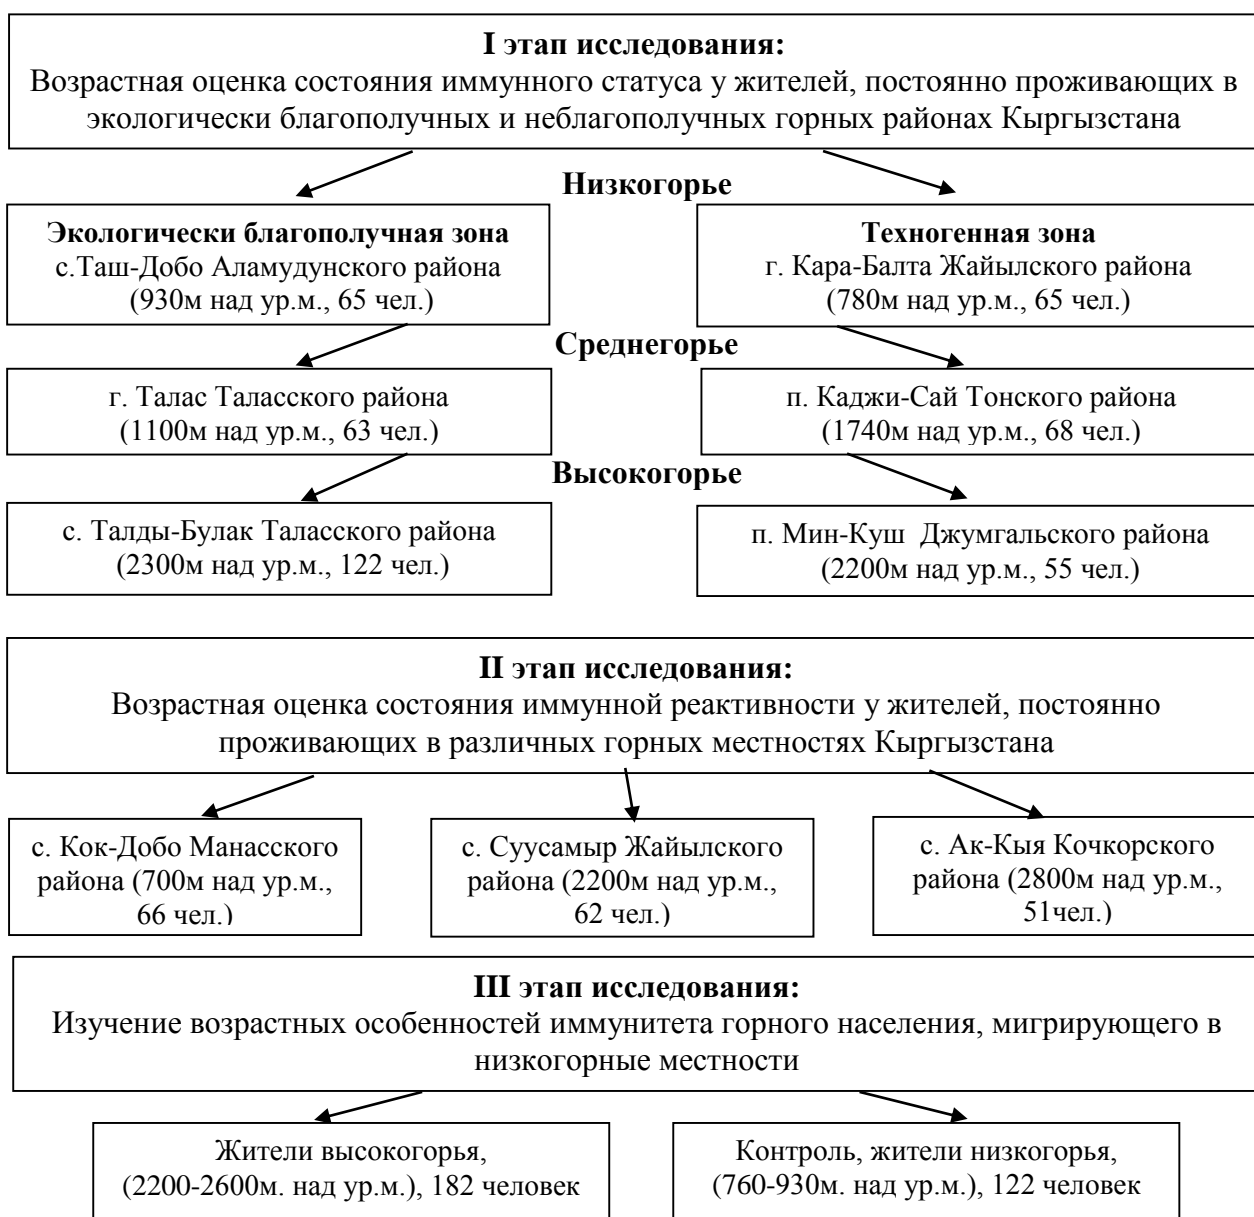 I этап исследования:
Возрастная оценка состояния иммунного статуса у жителей, постоянно проживающих в
экологически благополучных и неблагополучных горных районах Кыргызстана
Низкогорье
Экологически благополучная зона
с.Таш-Добо Аламудунского района
(930м над ур.м., 65 чел.)
Техногенная зона
г. Кара-Балта Жайылского района
(780м над ур.м., 65 чел.)
Среднегорье
г. Талас Таласского района
(1100м над ур.м., 63 чел.)
п. Каджи-Сай Тонского района
(1740м над ур.м., 68 чел.)
Высокогорье
с. Талды-Булак Таласского района
(2300м над ур.м., 122 чел.)
п. Мин-Куш Джумгальского района
(2200м над ур.м., 55 чел.)
II этап исследования:
Возрастная оценка состояния иммунной реактивности у жителей, постоянно
проживающих в различных горных местностях Кыргызстана
с. Кок-Добо Манасского
района (700м над ур.м.,
66 чел.)
с. Суусамыр Жайылского
района (2200м над ур.м.,
62 чел.)
с. Ак-Кыя Кочкорского
района (2800м над ур.м.,
51чел.)
III этап исследования:
Изучение возрастных особенностей иммунитета горного населения, мигрирующего в
низкогорные местности
Жители высокогорья,
(2200-2600м. над ур.м.), 182 человек
Контроль, жители низкогорья,
(760-930м. над ур.м.), 122 человек